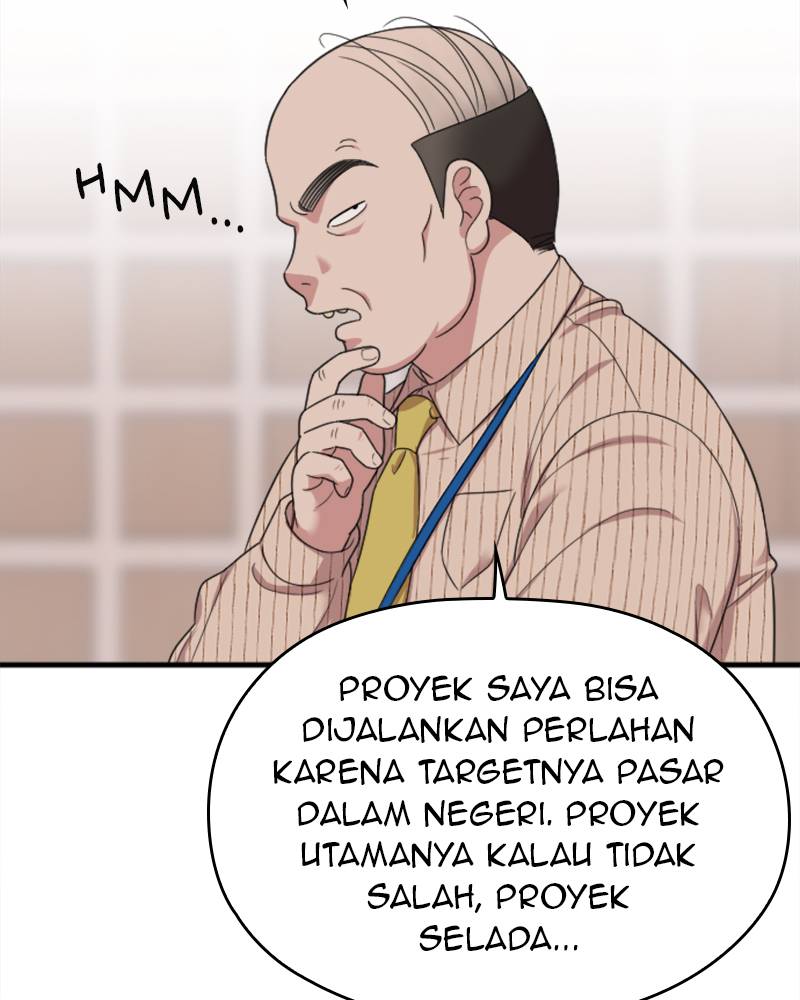 HMM...
PROYEK SAYA BISA
DIJALANKAN PERLAHAN
KARENA TARGETNYA PASAR
DALAM NEGERI. PROYEK
UTAMANYA KALAU TIDAK
SALAH, PROYEK
SELADA...